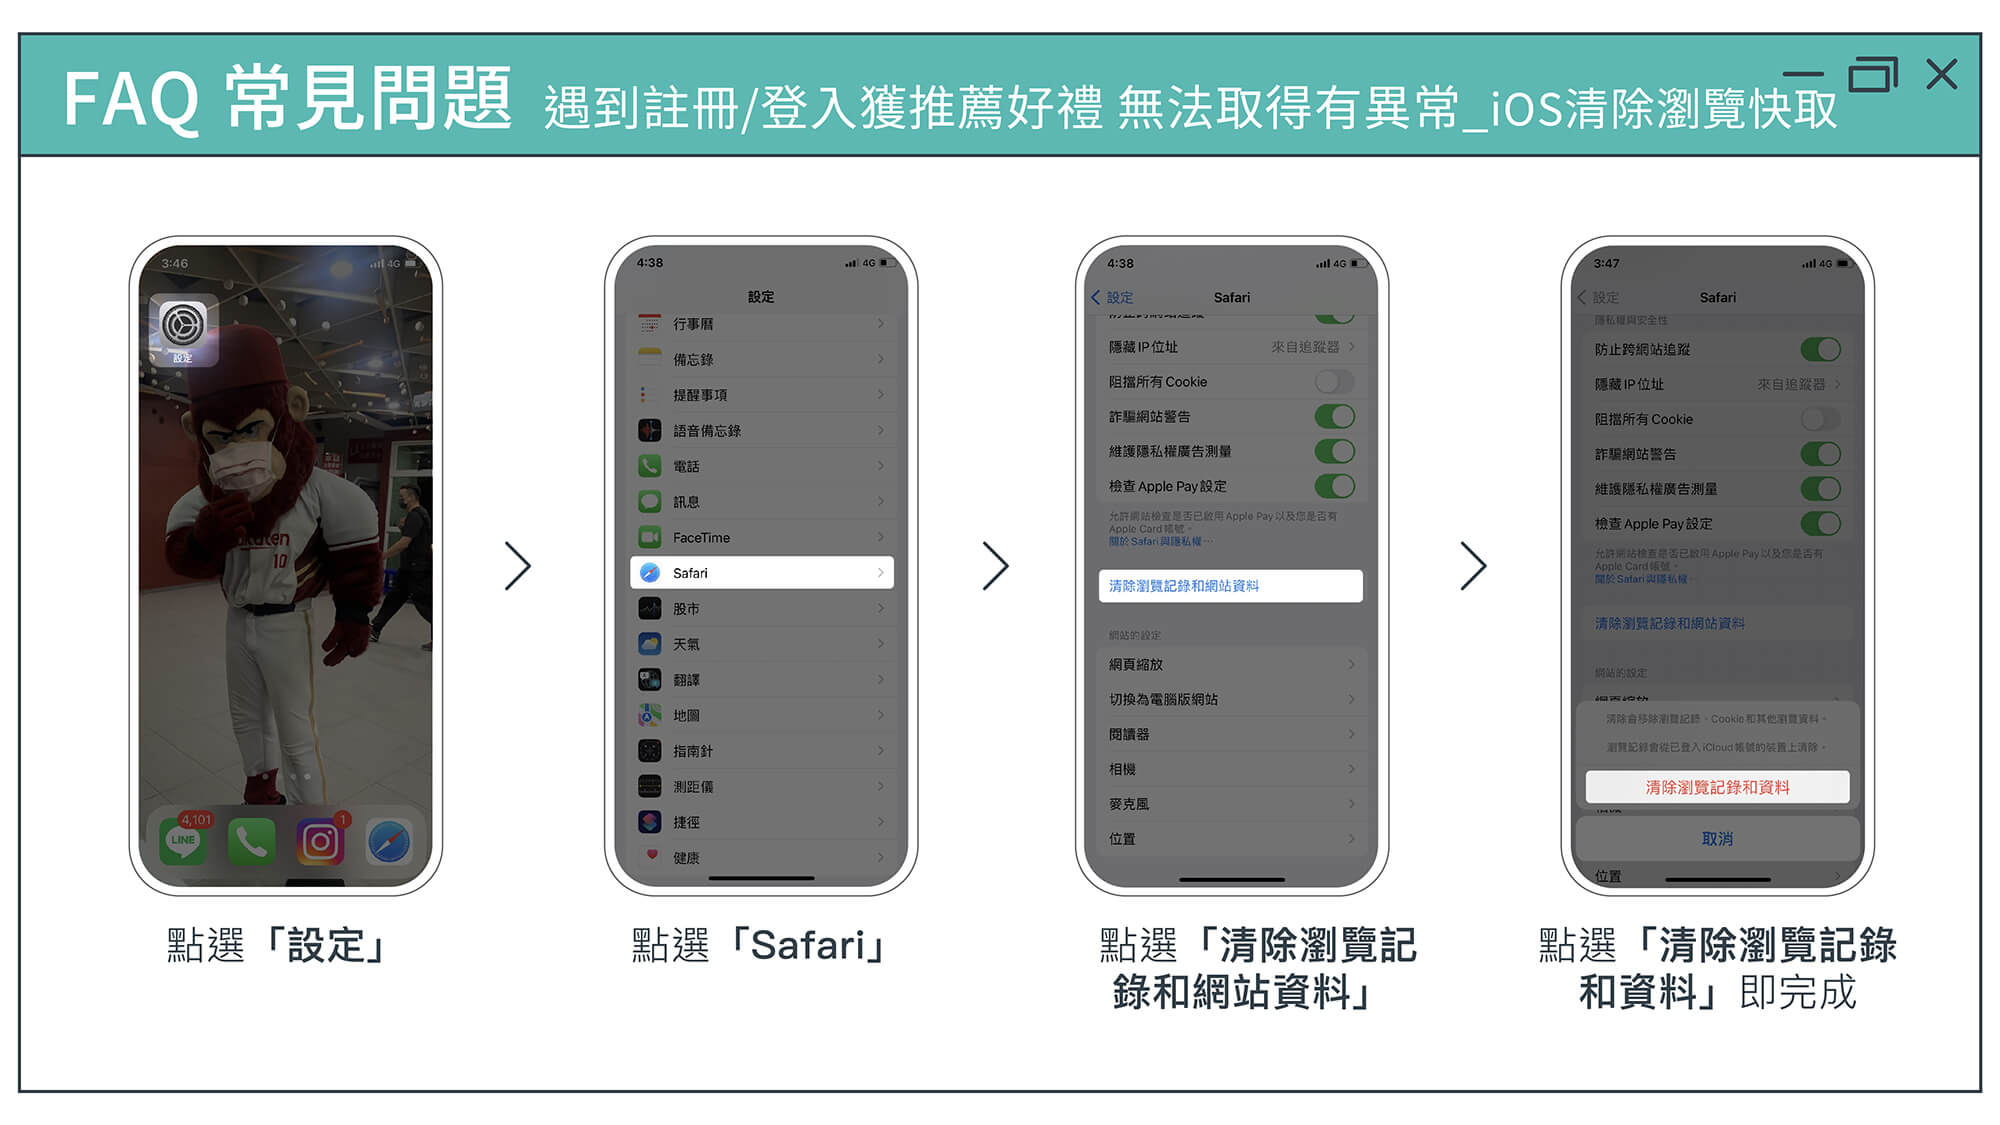 FAQ 常見問題 遇到註冊/登入獲推薦好禮 無法取得有異常_iOS清除瀏覽快取
3:46
4G
設定
Rakuten
10
4,101
LINE
1
點選「設定」
4:38
4G
設定
行事曆
備忘錄
提醒事項
語音備忘錄
電話
訊息
FaceTime
Safari
股市
天氣
翻譯
地圖
指南針
測距儀
捷徑
健康
點選「Safari」
4:38
4G
設定
Safari
防止跨網站追蹤
隱藏 IP 位址 來自追蹤器
阻擋所有 Cookie
詐騙網站警告
維護隱私權廣告測量
檢查 Apple Pay 設定
允許網站檢查是否已啟用 Apple Pay 以及您是否有
Apple Card 帳號。
關於 Safari 與隱私權…
清除瀏覽記錄和網站資料
網站的設定
網頁縮放
切換為電腦版網站
閱讀器
相機
麥克風
位置
點選「清除瀏覽記
錄和網站資料」
3:47
4G
設定
Safari
隱私權與安全性
防止跨網站追蹤
隱藏 IP 位址 來自追蹤器
阻擋所有 Cookie
詐騙網站警告
維護隱私權廣告測量
檢查 Apple Pay 設定
允許網站檢查是否已啟用 Apple Pay 以及您是否有
Apple Card 帳號。
關於 Safari 與隱私權…
清除瀏覽記錄和網站資料
網站的設定
網頁縮放
清除會移除瀏覽記錄、Cookie 和其他瀏覽資料。
瀏覽記錄會從已登入 iCloud 帳號的裝置上清除。
清除瀏覽記錄和資料
相機
取消
位置
點選「清除瀏覽記錄
和資料」即完成